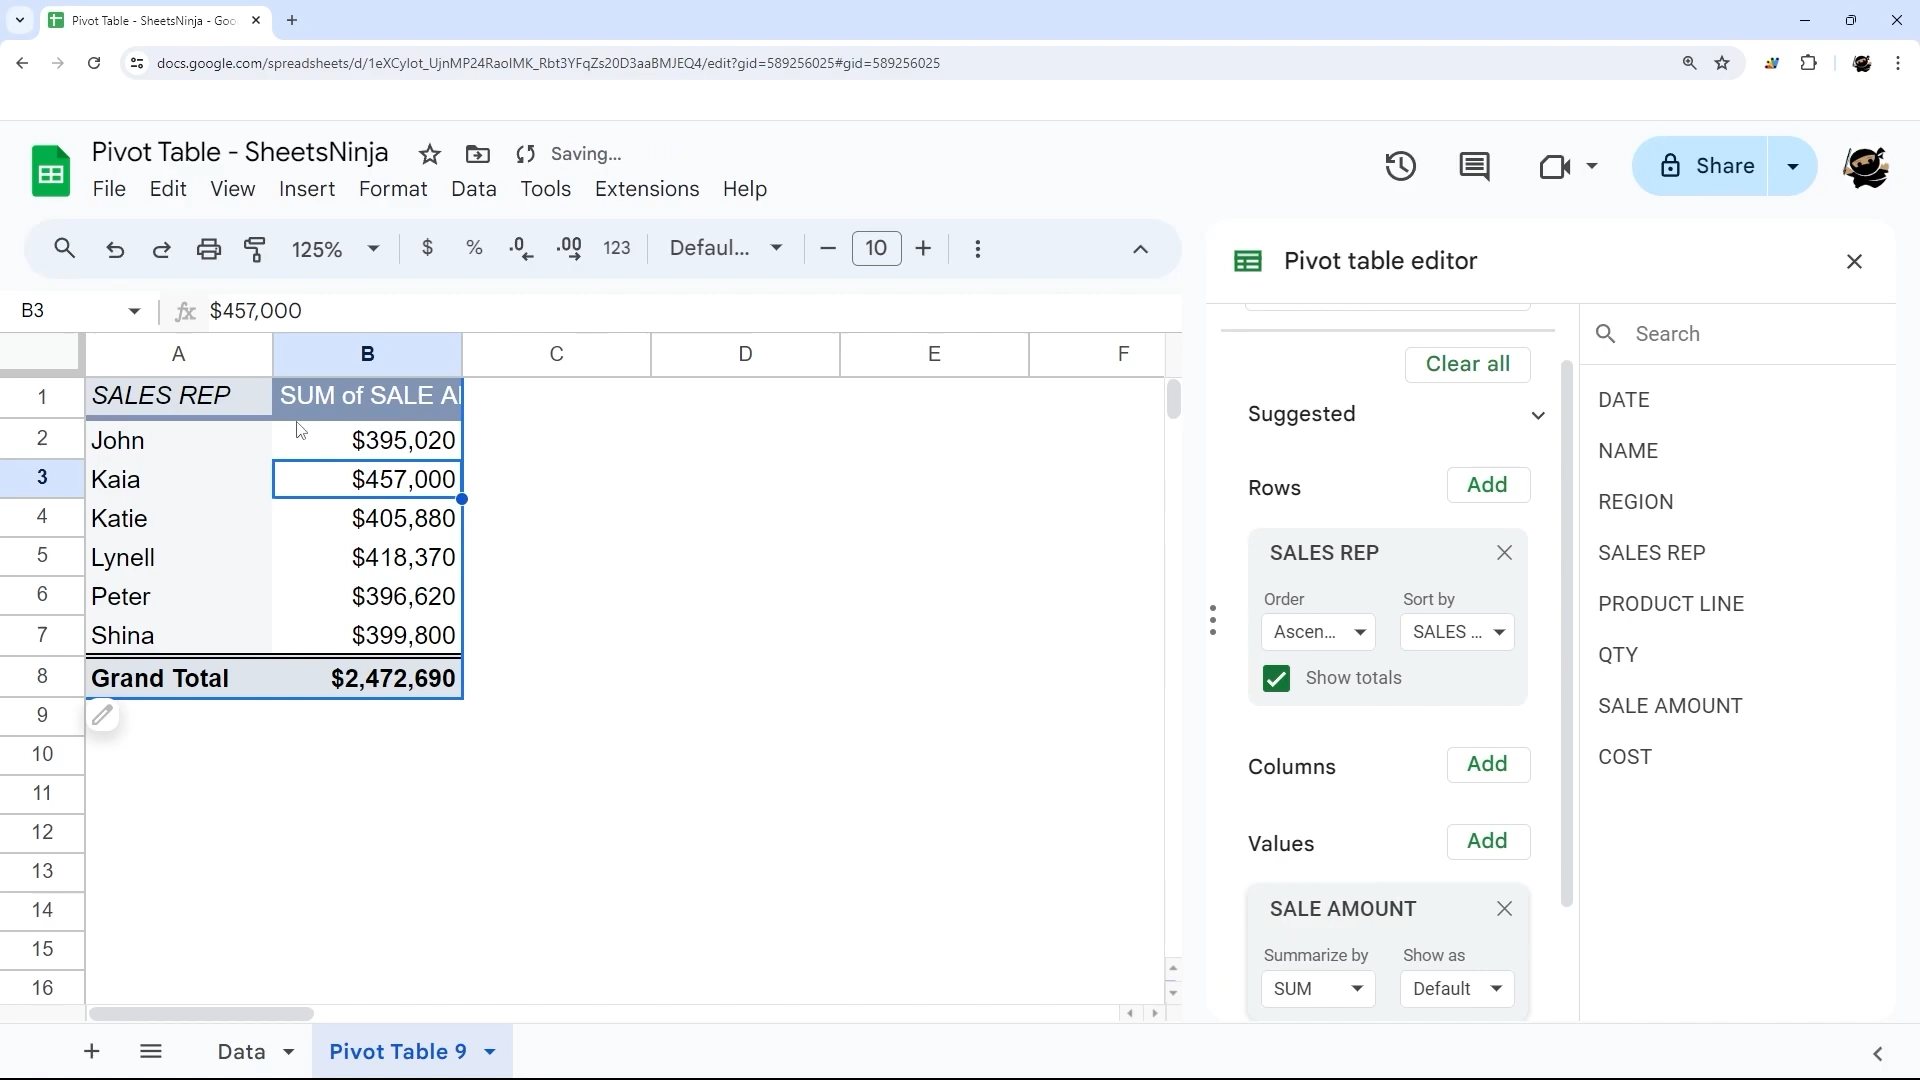 Pivot Table - SheetsNinja - Goo
docs.google.com/spreadsheets/d/1eXCylot_UjnMP24RaolMK_Rbt3YFqZs20D3aaBMJEQ4/edit?gid=589256025#gid=589256025
Pivot Table - SheetsNinja Saving...
File Edit View Insert Format Data Tools Extensions Help
Share
125% $ % .0 .00 123 Defaul... 10
Pivot table editor
B3 fx $457,000
A B C D E F
1 SALES REP SUM of SALE A
2 John $395,020
3 Kaia $457,000
4 Katie $405,880
5 Lynell $418,370
6 Peter $396,620
7 Shina $399,800
8 Grand Total $2,472,690
9
10
11
12
13
14
15
16
Clear all
Suggested
Rows Add
SALES REP
Order Sort by
Ascen... SALES ...
Show totals
Columns Add
Values Add
SALE AMOUNT
Summarize by Show as
SUM Default
Search
DATE
NAME
REGION
SALES REP
PRODUCT LINE
QTY
SALE AMOUNT
COST
Data Pivot Table 9